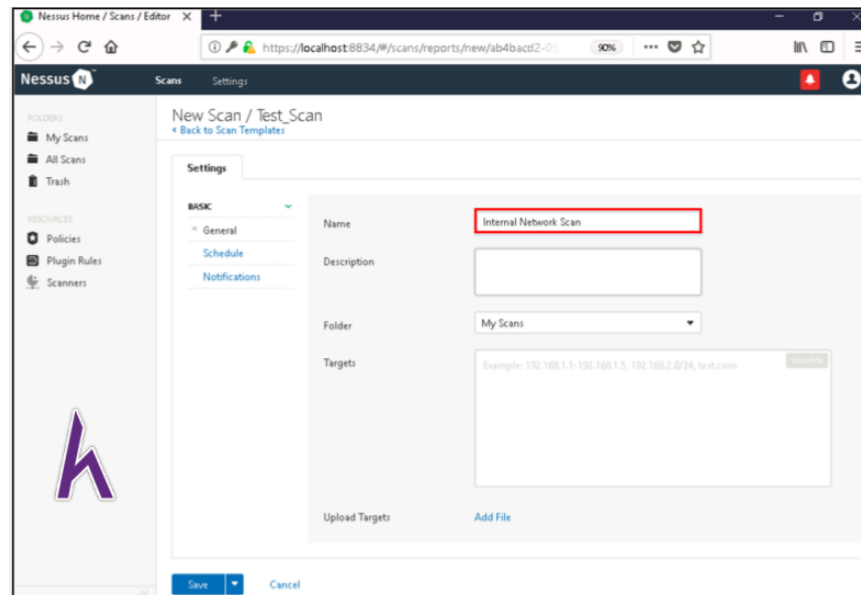 Nessus Home / Scans / Editor
https://localhost:8834/#/scans/reports/new/ab4bacd2-05
90%
Nessus N
Scans
Settings
FOLDERS
My Scans
All Scans
Trash
RESOURCES
Policies
Plugin Rules
Scanners
New Scan / Test_Scan
< Back to Scan Templates
Settings
BASIC
General
Schedule
Notifications
Name
Internal Network Scan
Description
Folder
My Scans
Targets
Example: 192.168.1.1-192.168.1.5, 192.168.2.0/24, test.com
REQUIRED
Upload Targets
Add File
Save
Cancel